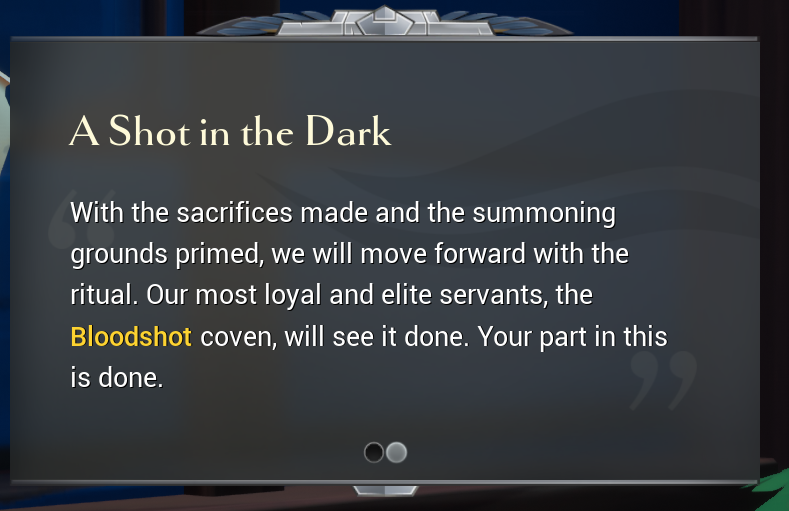 A Shot in the Dark
With the sacrifices made and the summoning
grounds primed, we will move forward with the
ritual. Our most loyal and elite servants, the
Bloodshot coven, will see it done. Your part in this
is done.